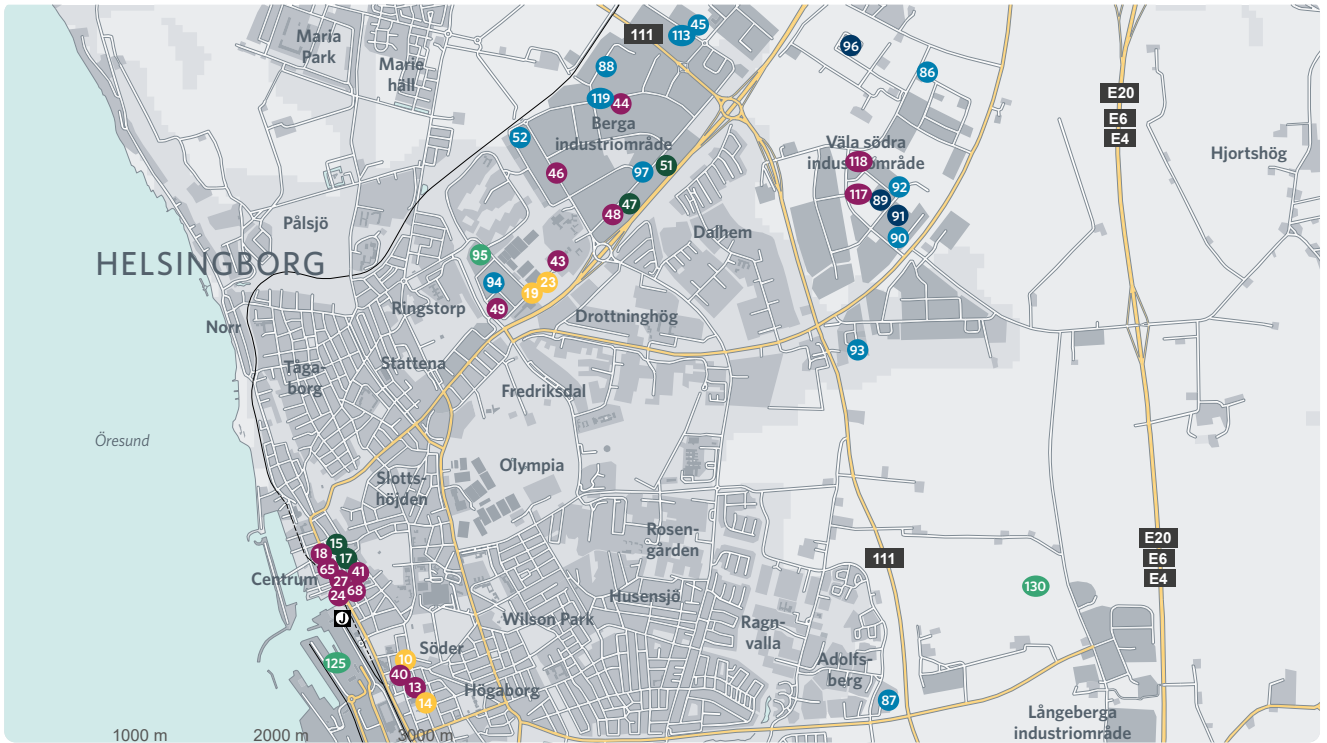 45
113
111
Maria
Park
96
Marie
häll
88
86
E20
119
44
E6
Berga
industriområde
52
E4
Väla södra
industriområde
118
Hjortshög
51
46
97
92
117
89
47
48
91
Pålsjö
Dalhem
90
95
HELSINGBORG
43
94
23
19
Ringstorp
49
Drottninghög
Norr
93
Tåga-
borg
Stattena
Fredriksdal
Öresund
Olympia
Slotts-
höjden
Rosen-
gården
E20
15
18
17
111
E6
65
41
Centrum
27
E4
68
24
130
Husensjö
J
Wilson Park
Ragn-
valla
Söder
10
125
Adolfs-
berg
40
13
Högaborg
14
87
Långeberga
industriområde
1000 m
2000 m
3000 m